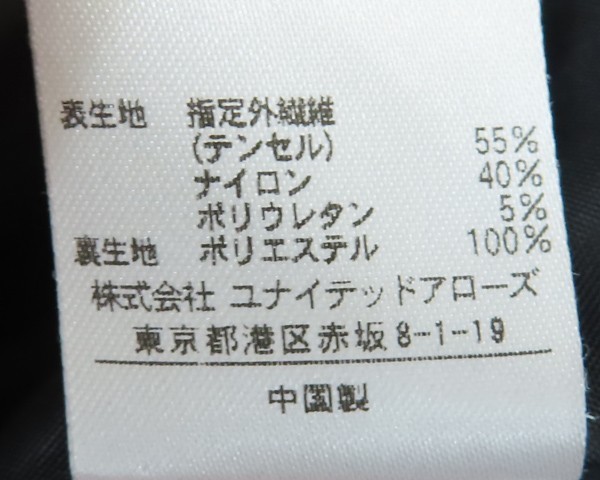 表生地 指定外繊維
(テンセル) 55%
ナイロン 40%
ポリウレタン 5%
裏生地 ポリエステル 100%
株式会社 ユナイテッドアローズ
東京都港区赤坂8-1-19
中国製